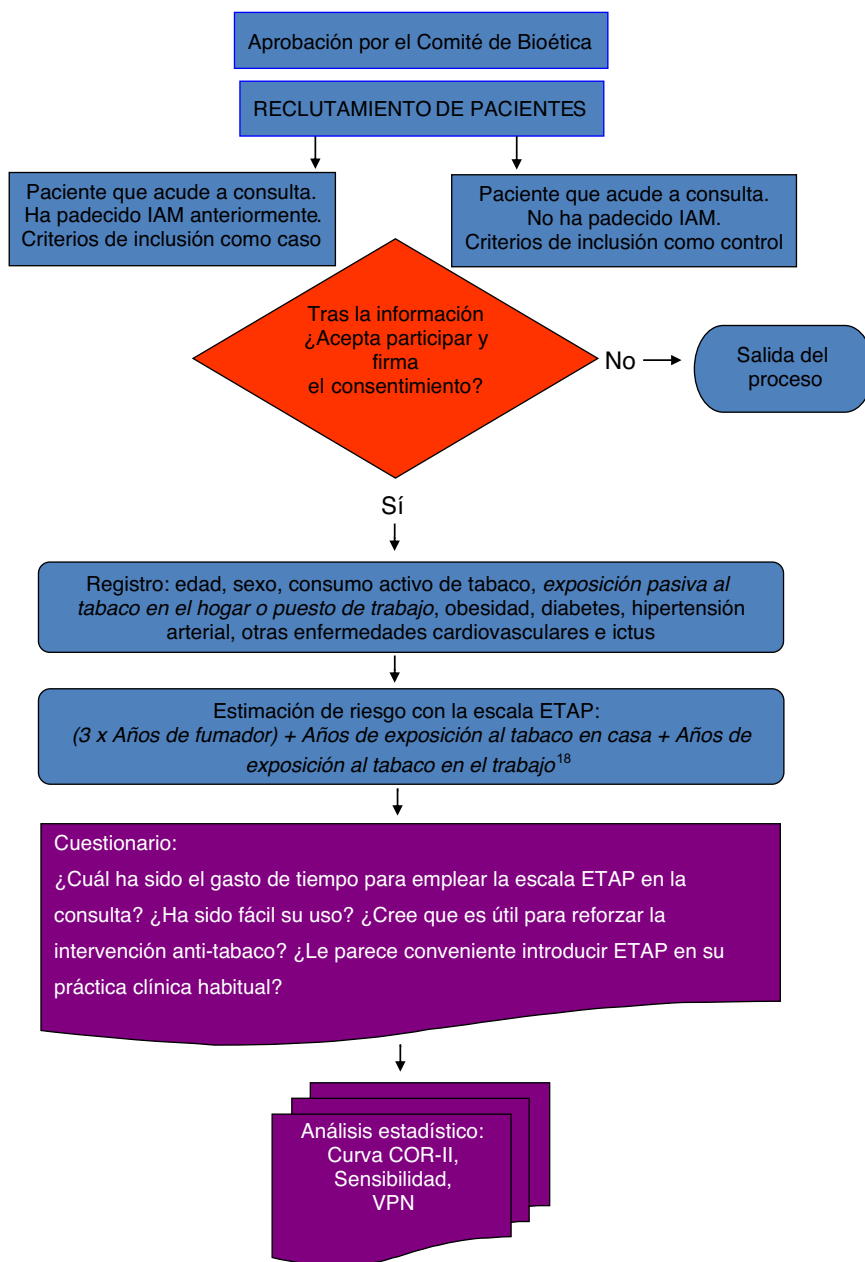 Aprobación por el Comité de Bioética
RECLUTAMIENTO DE PACIENTES
Paciente que acude a consulta.
Ha padecido IAM anteriormente.
Criterios de inclusión como caso
Paciente que acude a consulta.
No ha padecido IAM.
Criterios de inclusión como control
Tras la información
¿Acepta participar y
firma
el consentimiento?
No
Salida del
proceso
Sí
Registro: edad, sexo, consumo activo de tabaco, exposición pasiva al
tabaco en el hogar o puesto de trabajo, obesidad, diabetes, hipertensión
arterial, otras enfermedades cardiovasculares e ictus
Estimación de riesgo con la escala ETAP:
(3 x Años de fumador) + Años de exposición al tabaco en casa + Años de
exposición al tabaco en el trabajo18
Cuestionario:
¿Cuál ha sido el gasto de tiempo para emplear la escala ETAP en la
consulta? ¿Ha sido fácil su uso? ¿Cree que es útil para reforzar la
intervención anti-tabaco? ¿Le parece conveniente introducir ETAP en su
práctica clínica habitual?
Análisis estadístico:
Curva COR-II,
Sensibilidad,
VPN